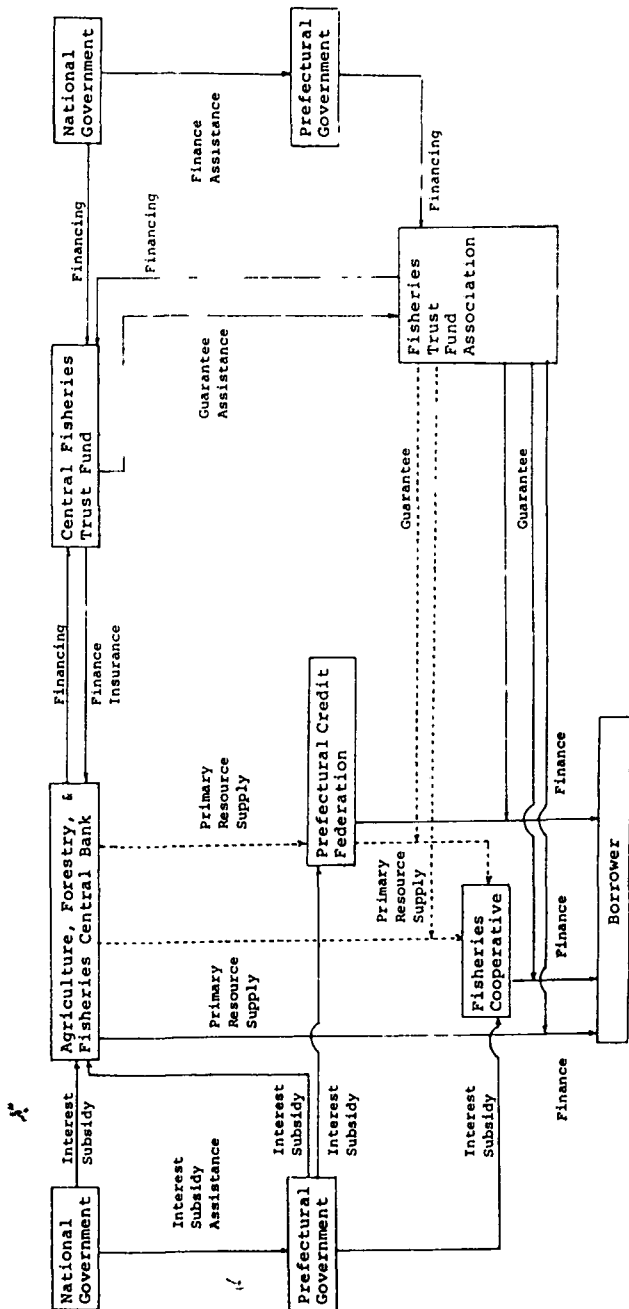 National
Government
Interest
Subsidy
Agriculture, Forestry, &
Fisheries Central Bank
Financing
Finance
Insurance
Central Fisheries
Trust Fund
Financing
National
Government
Interest
Subsidy
Assistance
Primary
Resource
Supply
Primary
Resource
Supply
Guarantee
Assistance
Financing
Finance
Assistance
Prefectural
Government
Interest
Subsidy
Interest
Subsidy
Prefectural Credit
Federation
Prefectural
Government
Primary
Resource
Supply
Guarantee
Fisheries
Trust
Fund
Association
Financing
Interest
Subsidy
Fisheries
Cooperative
Guarantee
Finance
Finance
Finance
Borrower